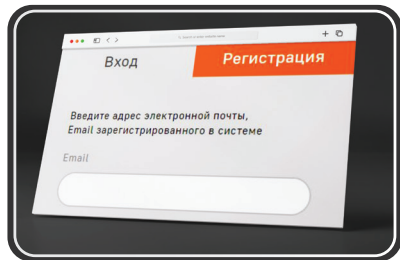 Вход
Регистрация
Введите адрес электронной почты,
Email зарегистрированного в системе
Email